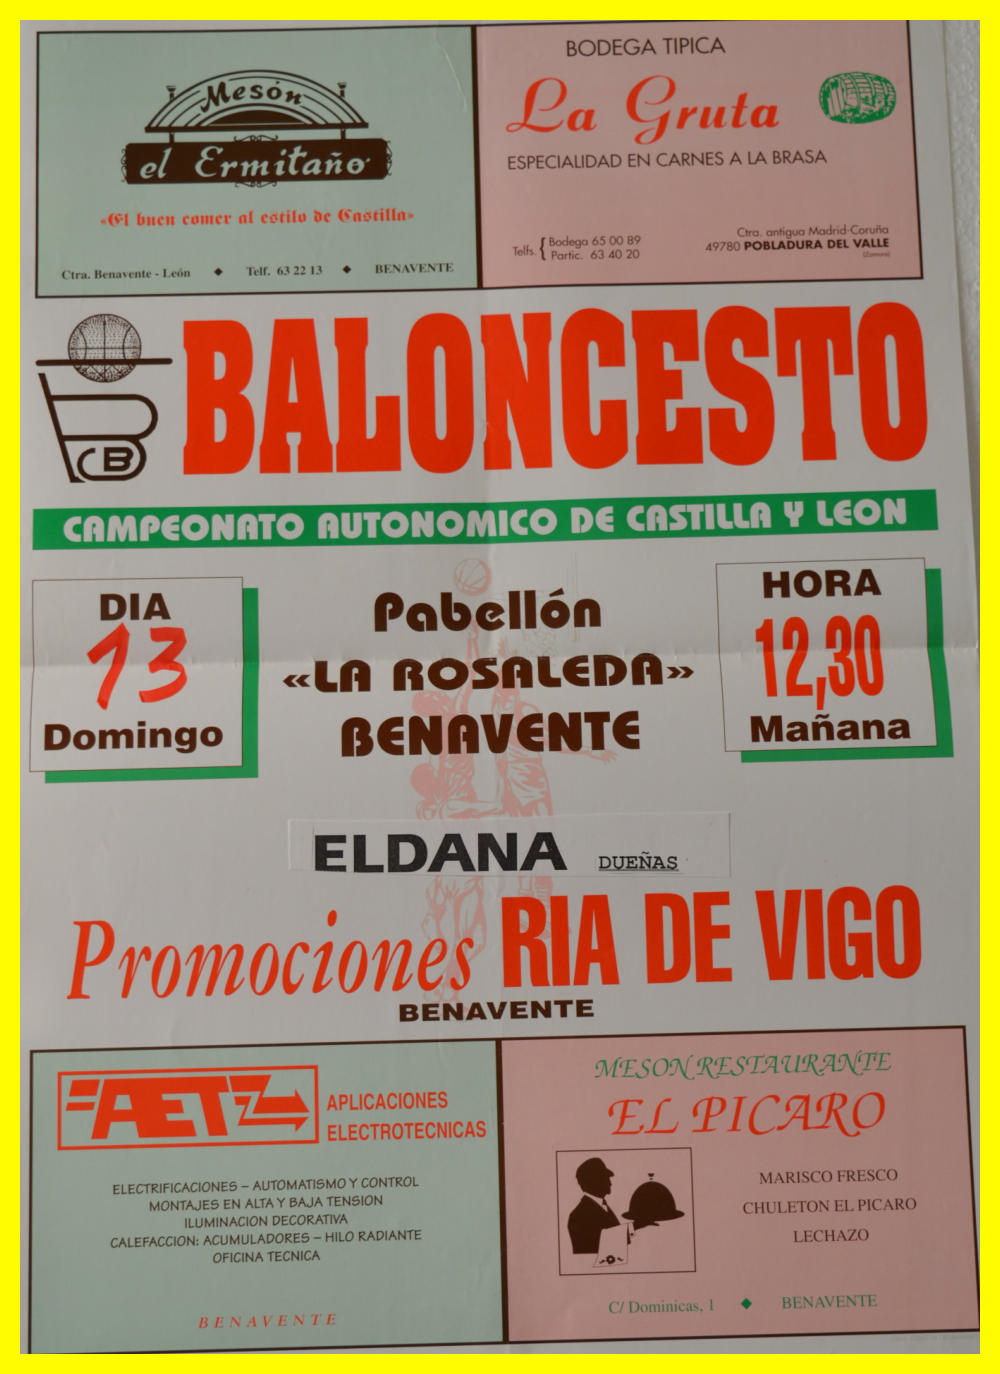 Mesón
el Ermitaño
«El buen comer al estilo de Castilla»
Ctra. Benavente - León ◆ Telf. 63 22 13 ◆ BENAVENTE
BODEGA TIPICA
La Gruta
ESPECIALIDAD EN CARNES A LA BRASA
Telfs. { Bodega 65 00 89
Partic. 63 40 20
Ctra. antigua Madrid-Coruña
49780 POBLADURA DEL VALLE
(Zamora)
CB
BALONCESTO
CAMPEONATO AUTONOMICO DE CASTILLA Y LEON
DIA
13
Domingo
Pabellón
«LA ROSALEDA»
BENAVENTE
HORA
12,30
Mañana
ELDANA DUEÑAS
Promociones RIA DE VIGO
BENAVENTE
AETZ
APLICACIONES
ELECTROTECNICAS
ELECTRIFICACIONES – AUTOMATISMO Y CONTROL
MONTAJES EN ALTA Y BAJA TENSION
ILUMINACION DECORATIVA
CALEFACCION: ACUMULADORES – HILO RADIANTE
OFICINA TECNICA
BENAVENTE
MESON RESTAURANTE
EL PICARO
MARISCO FRESCO
CHULETON EL PICARO
LECHAZO
C/ Dominicas, 1 ◆ BENAVENTE